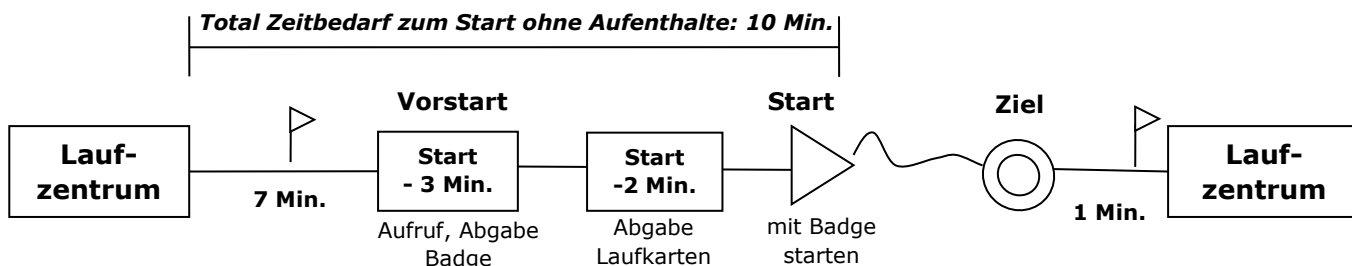 Total Zeitbedarf zum Start ohne Aufenthalte: 10 Min.
Vorstart
Start
Ziel
Lauf-
zentrum
7 Min.
Start
- 3 Min.
Aufruf, Abgabe
Badge
Start
-2 Min.
Abgabe
Laufkarten
mit Badge
starten
1 Min.
Lauf-
zentrum